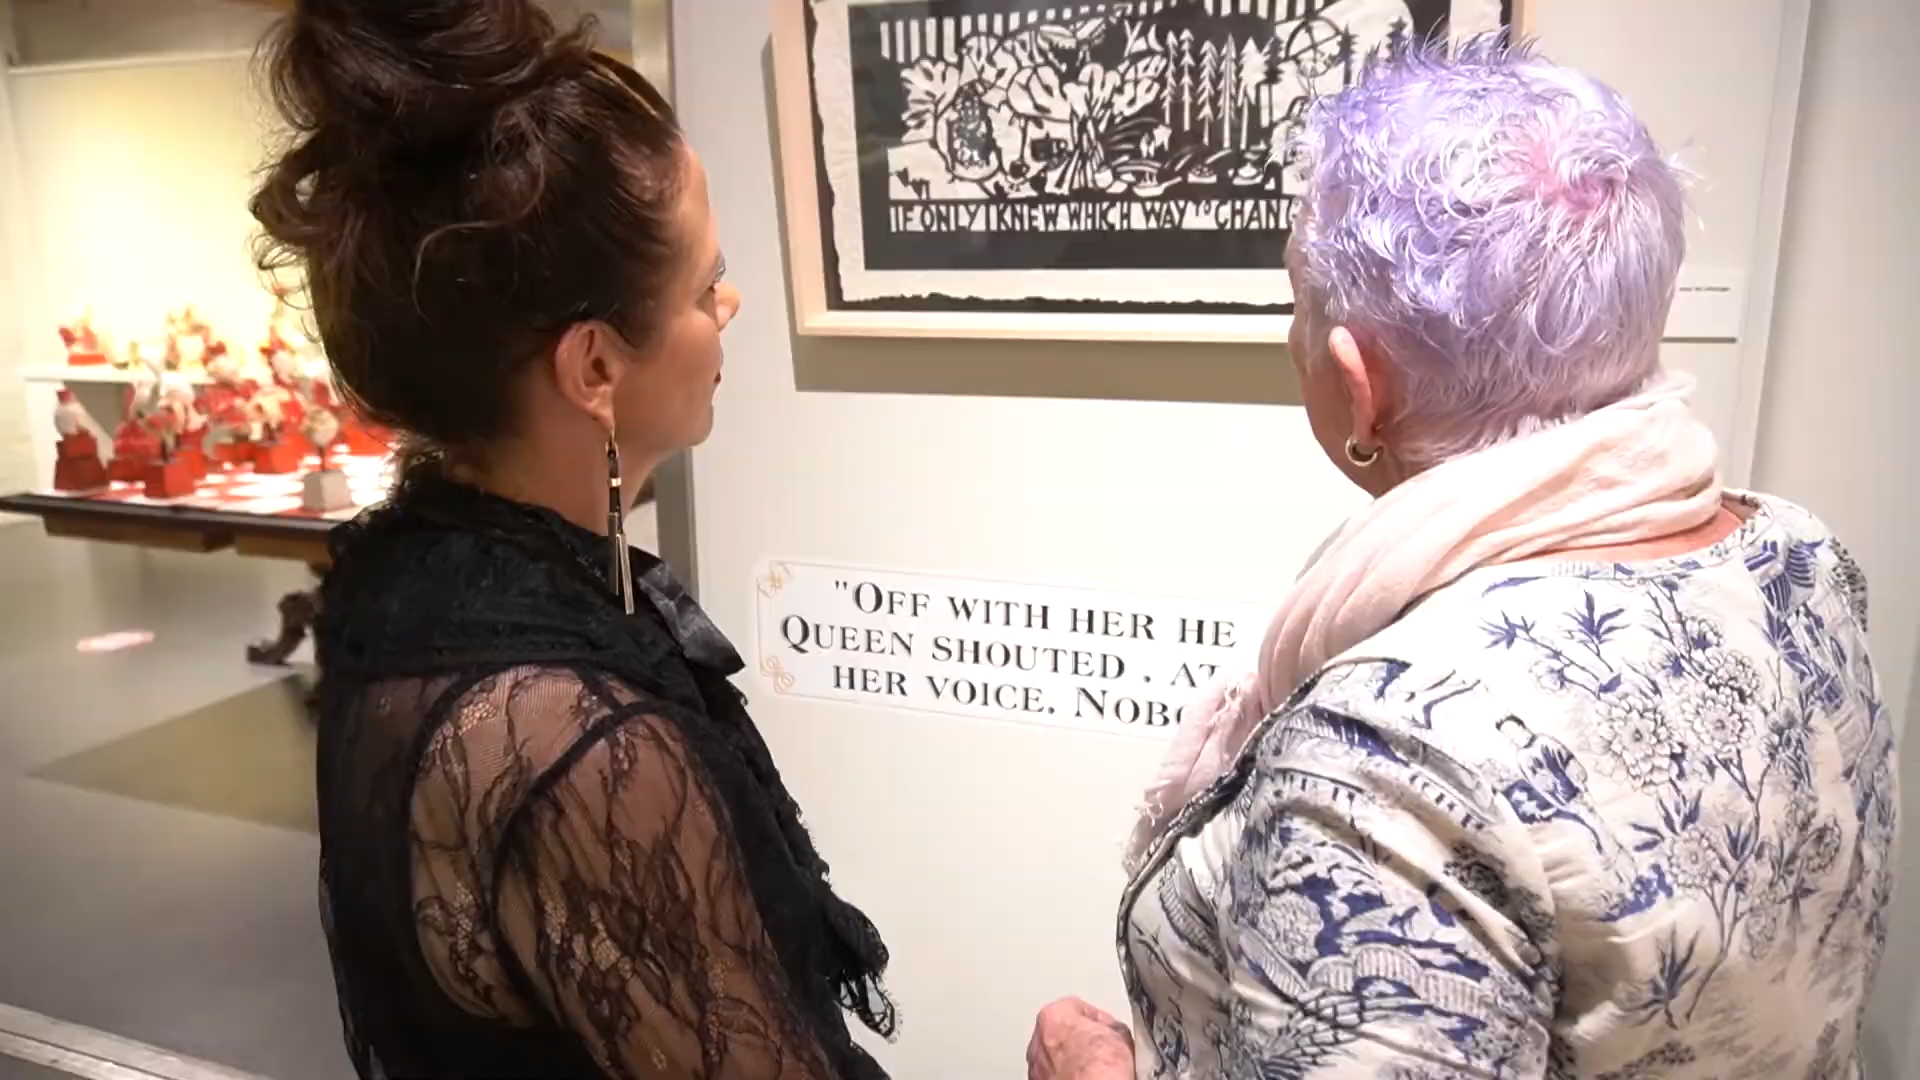 IF ONLY I KNEW WHICH WAY TO CHANG
"OFF WITH HER HE
QUEEN SHOUTED . AT
HER VOICE. NOBO